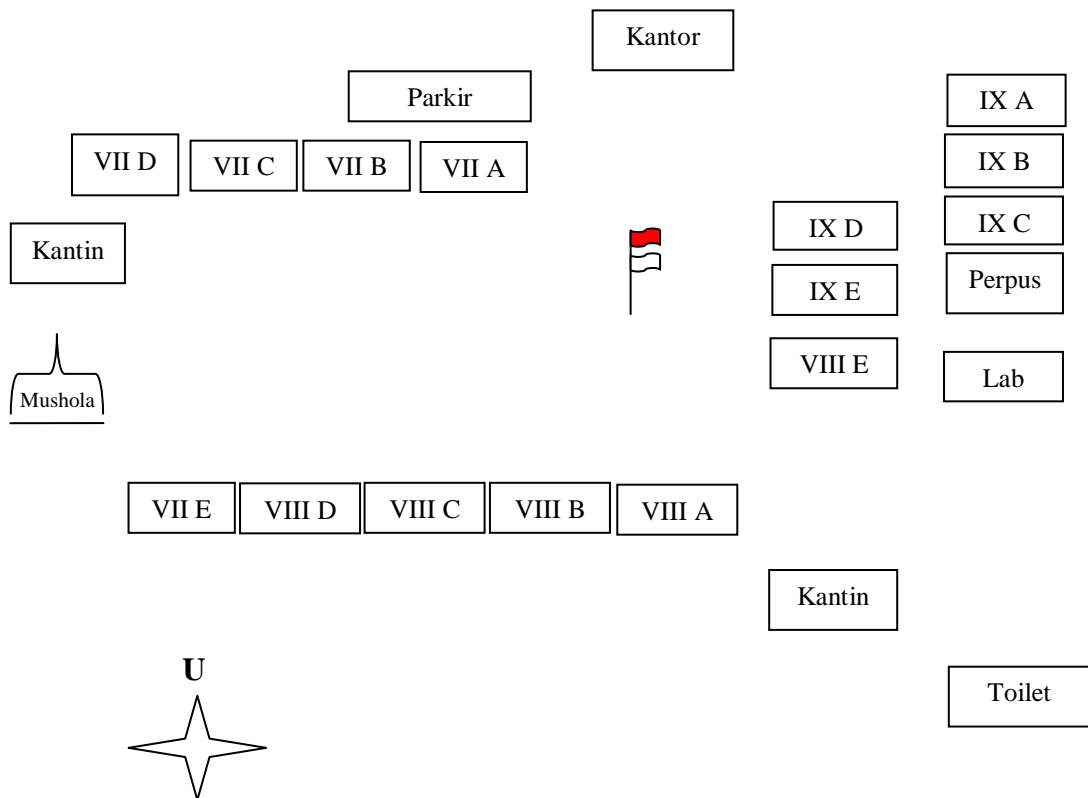 Kantor
Parkir
IX A
VII D
VII C
VII B
VII A
IX B
IX D
IX C
Kantin
IX E
Perpus
VIII E
Lab
Mushola
VII E
VIII D
VIII C
VIII B
VIII A
Kantin
U
Toilet